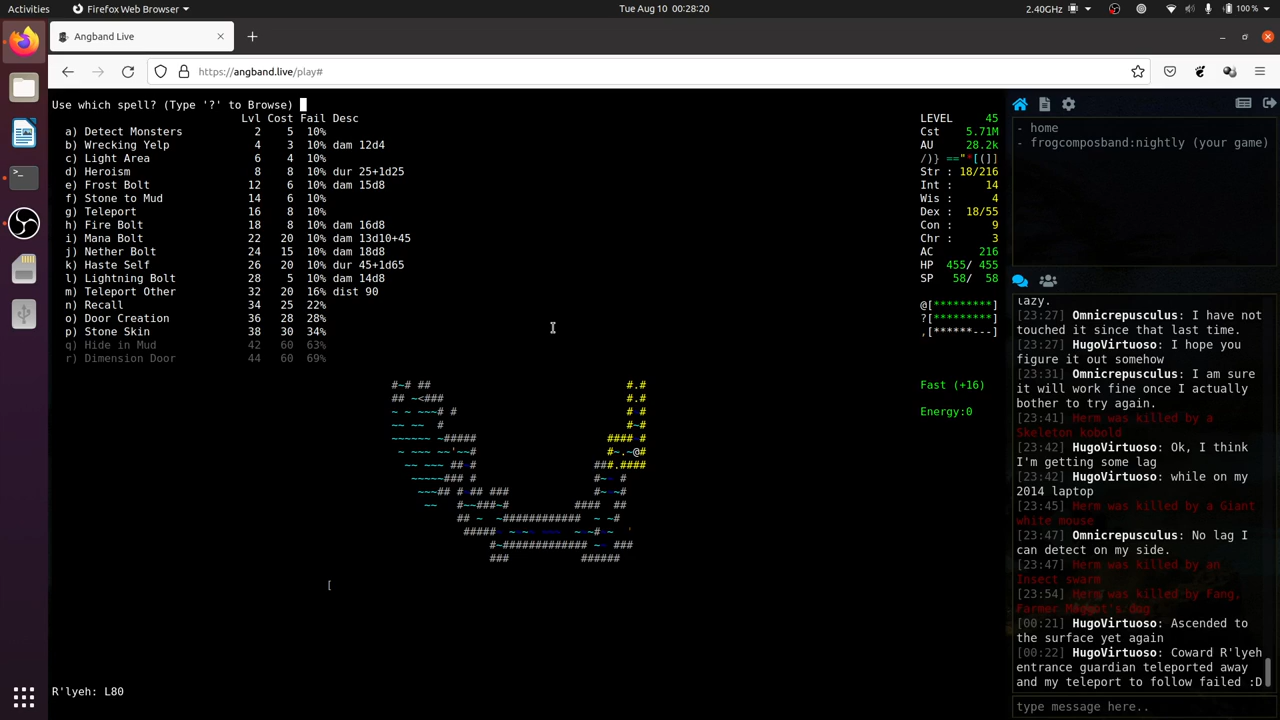 Activities
Firefox Web Browser
Tue Aug 10 00:28:20
2.40GHz
100 %
Angband Live
https://angband.live/play#
Use which spell? (Type '?' to Browse)
Lvl Cost Fail Desc
a) Detect Monsters 2 5 10%
b) Wrecking Yelp 4 3 10% dam 12d4
c) Light Area 6 4 10%
d) Heroism 8 8 10% dur 25+1d25
e) Frost Bolt 12 6 10% dam 15d8
f) Stone to Mud 14 6 10%
g) Teleport 16 8 10%
h) Fire Bolt 18 8 10% dam 16d8
i) Mana Bolt 22 20 10% dam 13d10+45
j) Nether Bolt 24 15 10% dam 18d8
k) Haste Self 26 20 10% dur 45+1d65
l) Lightning Bolt 28 5 10% dam 14d8
m) Teleport Other 32 20 16% dist 90
n) Recall 34 25 22%
o) Door Creation 36 28 28%
p) Stone Skin 38 30 34%
q) Hide in Mud 42 60 63%
r) Dimension Door 44 60 69%
LEVEL 45
Cst 5.71M
AU 28.2k
/)} =="*[(]]
Str : 18/216
Int : 14
Wis : 4
Dex : 18/55
Con : 9
Chr : 3
AC 216
HP 455/ 455
SP 58/ 58
@[*********]
?[*********]
,[******---]
Fast (+16)
Energy:0
R'lyeh: L80
- home
- frogcomposband:nightly (your game)
lazy.
[23:27] Omnicrepusculus: I have not
touched it since that last time.
[23:27] HugoVirtuoso: I hope you
figure it out somehow
[23:31] Omnicrepusculus: I am sure
it will work fine once I actually
bother to try again.
[23:41] Herm was killed by a
Skeleton kobold
[23:42] HugoVirtuoso: Ok, I think
I'm getting some lag
[23:42] HugoVirtuoso: while on my
2014 laptop
[23:45] Herm was killed by a Giant
white mouse
[23:47] Omnicrepusculus: No lag I
can detect on my side.
[23:47] Herm was killed by an
Insect swarm
[23:54] Herm was killed by Fang,
Farmer Maggot's dog
[00:21] HugoVirtuoso: Ascended to
the surface yet again
[00:22] HugoVirtuoso: Coward R'lyeh
entrance guardian teleported away
and my teleport to follow failed :D
type message here..